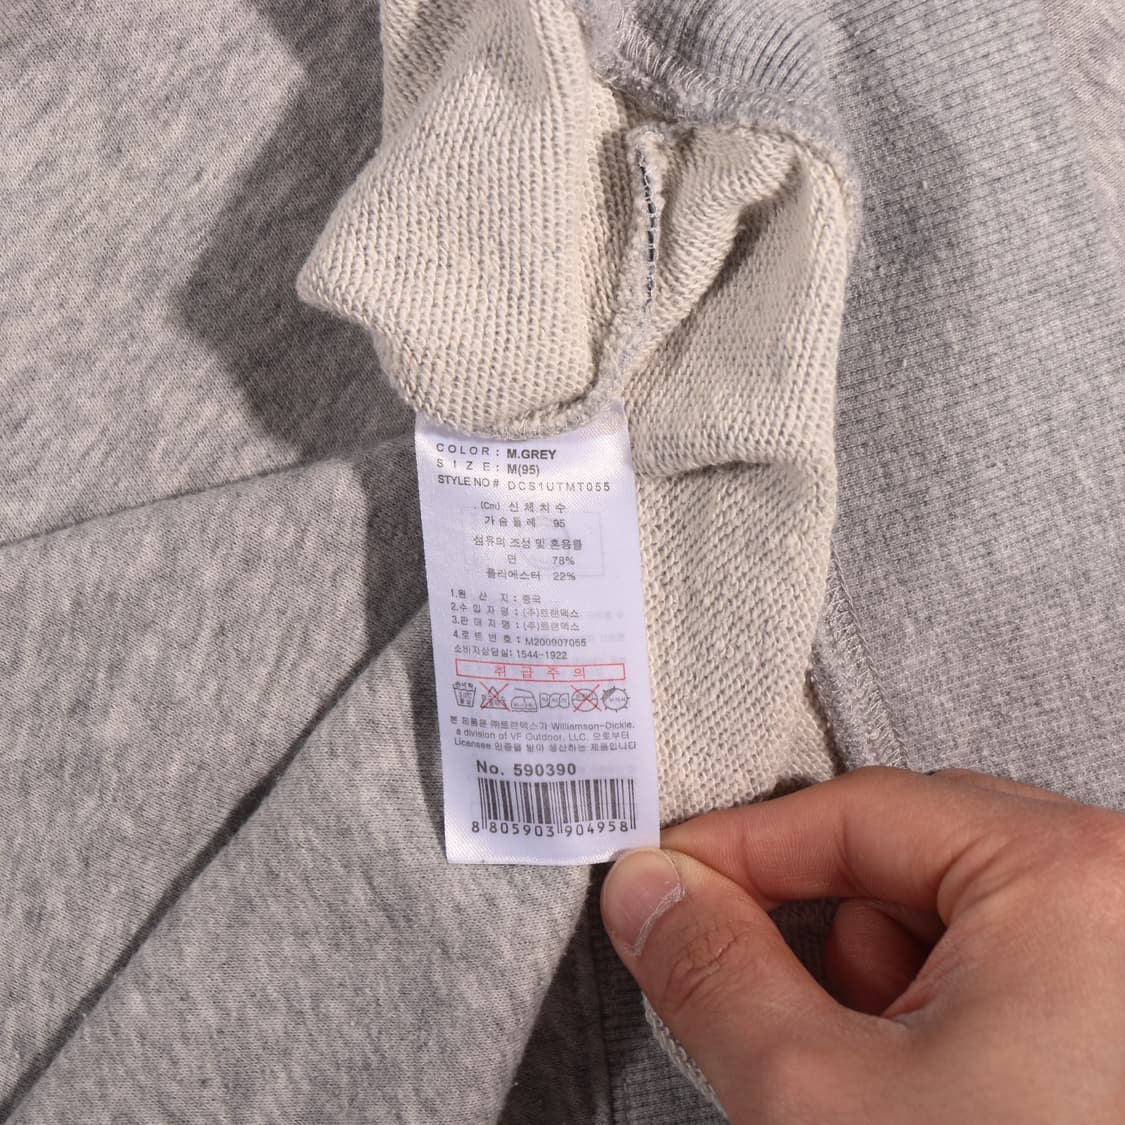 COLOR: M.GREY
SIZE: M(95)
STYLE NO# DCS1UTMT055
(Cm) 신체치수
가슴둘레 95
섬유의 조성 및 혼용률
면 78%
폴리에스터 22%
1.원 산 지 : 중국
2.수 입 자 명 : (주)트랜덱스
3.판 매 자 명 : (주)트랜덱스
4.로 트 번 호 : M200907055
소비자상담실: 1544-1922
취급주의
본 제품은 ㈜트랜덱스가 Williamson-Dickie,
a division of VF Outdoor, LLC. 으로부터
Licensee 인증을 받아 생산하는 제품입니다
No. 590390
8 805903 904958